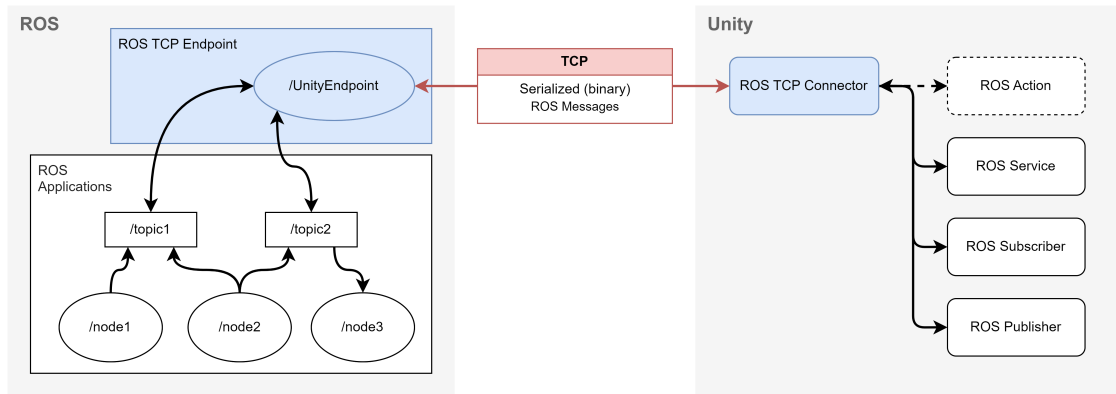 ROS
ROS TCP Endpoint
/UnityEndpoint
ROS
Applications
/topic1
/topic2
/node1
/node2
/node3
TCP
Serialized (binary)
ROS Messages
Unity
ROS TCP Connector
ROS Action
ROS Service
ROS Subscriber
ROS Publisher